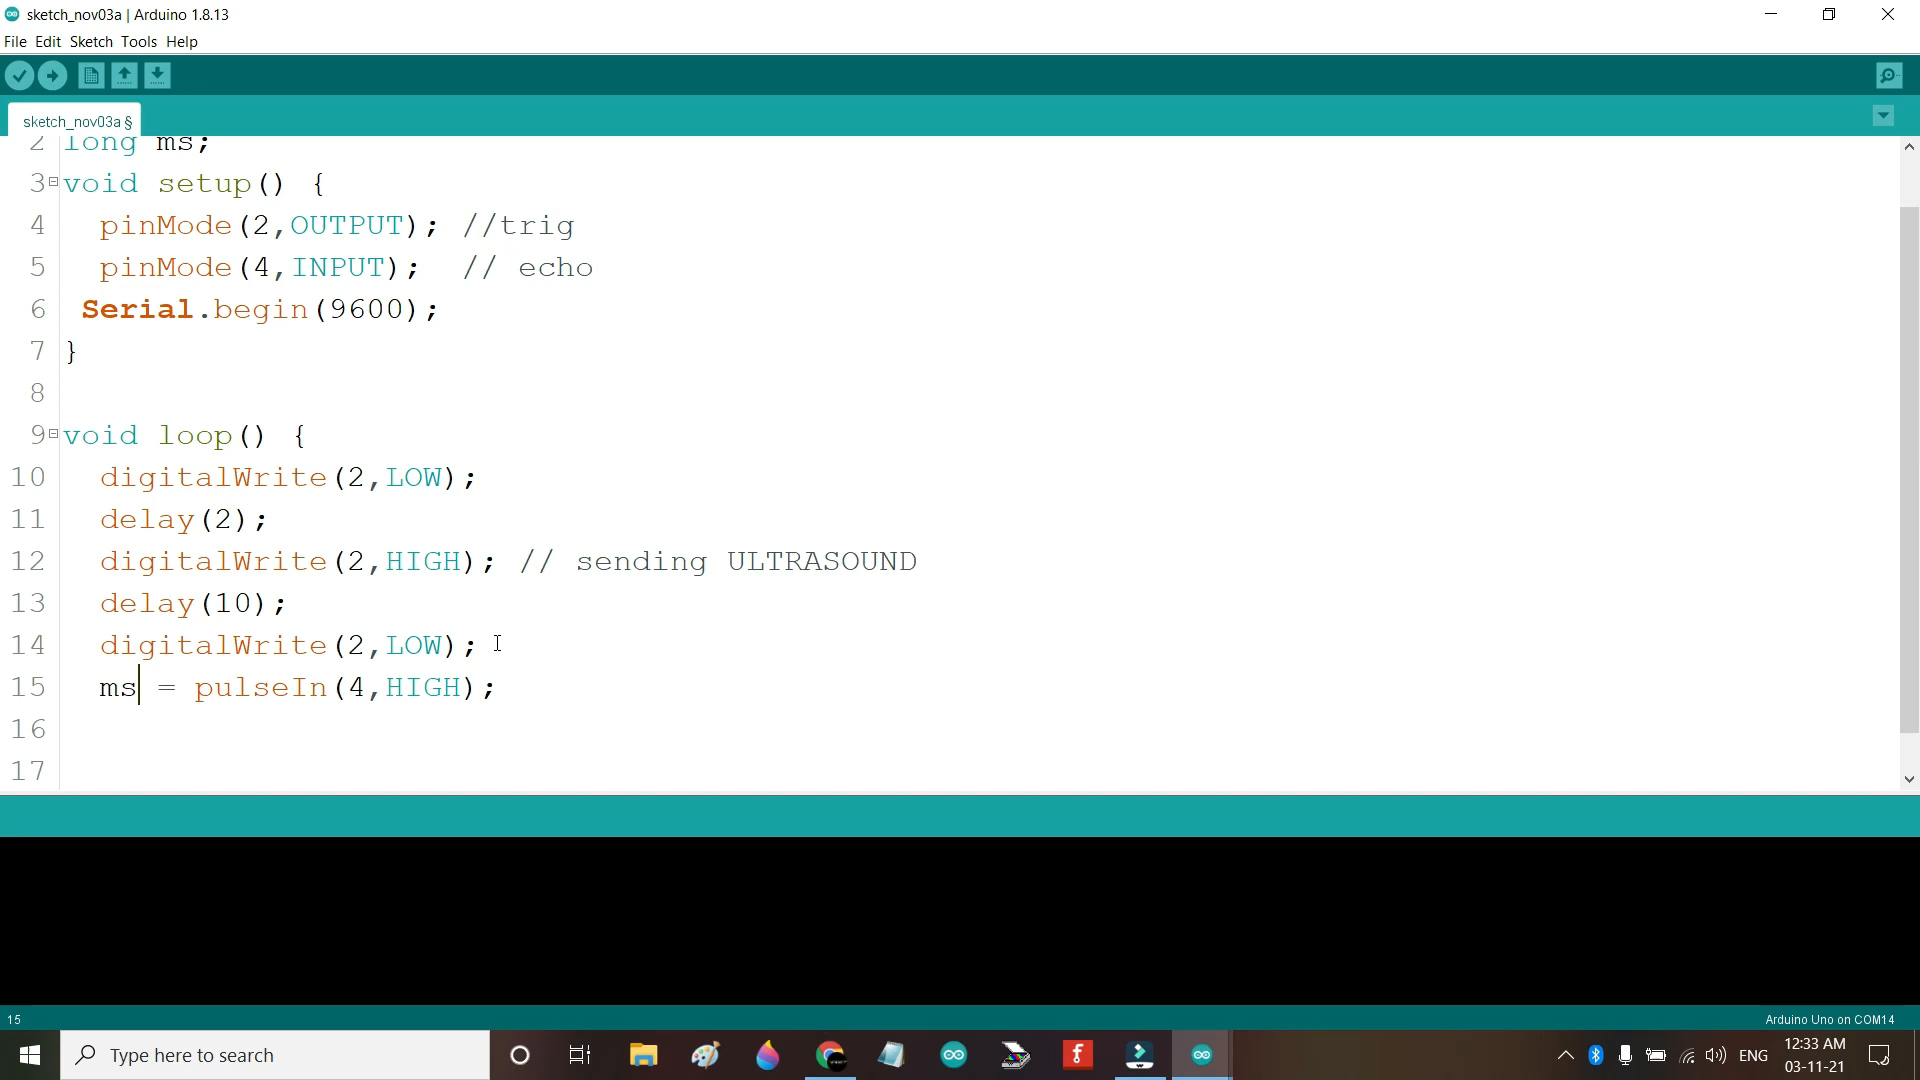 sketch_nov03a | Arduino 1.8.13
File Edit Sketch Tools Help
sketch_nov03a §
2 long ms;
3 void setup() {
4 pinMode(2,OUTPUT); //trig
5 pinMode(4,INPUT); // echo
6 Serial.begin(9600);
7 }
8
9 void loop() {
10 digitalWrite(2,LOW);
11 delay(2);
12 digitalWrite(2,HIGH); // sending ULTRASOUND
13 delay(10);
14 digitalWrite(2,LOW);
15 ms = pulseIn(4,HIGH);
16
17
15 Arduino Uno on COM14
Type here to search
ENG
12:33 AM
03-11-21